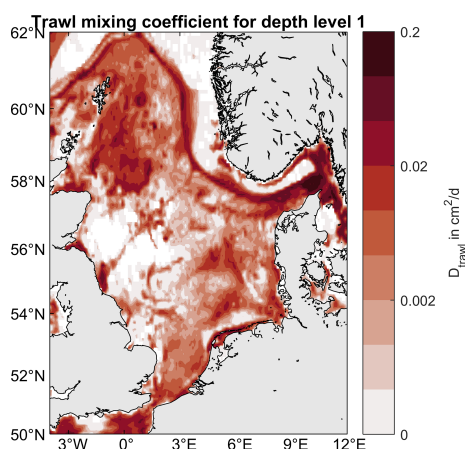 Trawl mixing coefficient for depth level 1
62°N
60°N
58°N
56°N
54°N
52°N
50°N
3°W 0° 3°E 6°E 9°E 12°E
0.2
0.02
0.002
0
D_trawl in cm²/d